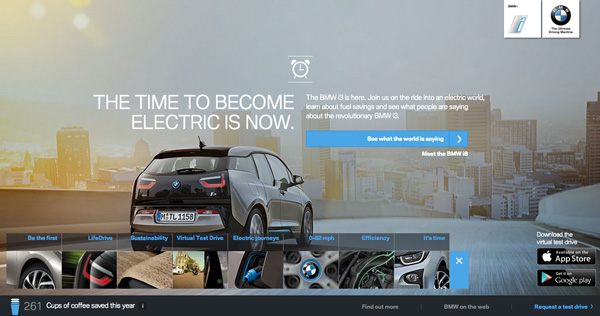 BMW i
The Ultimate
Driving Machine
THE TIME TO BECOME
ELECTRIC IS NOW.
The BMW i3 is here. Join us on the ride into an electric world,
learn about fuel savings and see what people are saying
about the revolutionary BMW i3.
See what the world is saying
Meet the BMW i8
M·TL 1158
Be the first
LifeDrive
Sustainability
Virtual Test Drive
Electric journeys
0-62 mph
Efficiency
It's time
Download the
virtual test drive
Available on the
App Store
Get it on
Google play
261 Cups of coffee saved this year i
Find out more
BMW on the web
Request a test drive